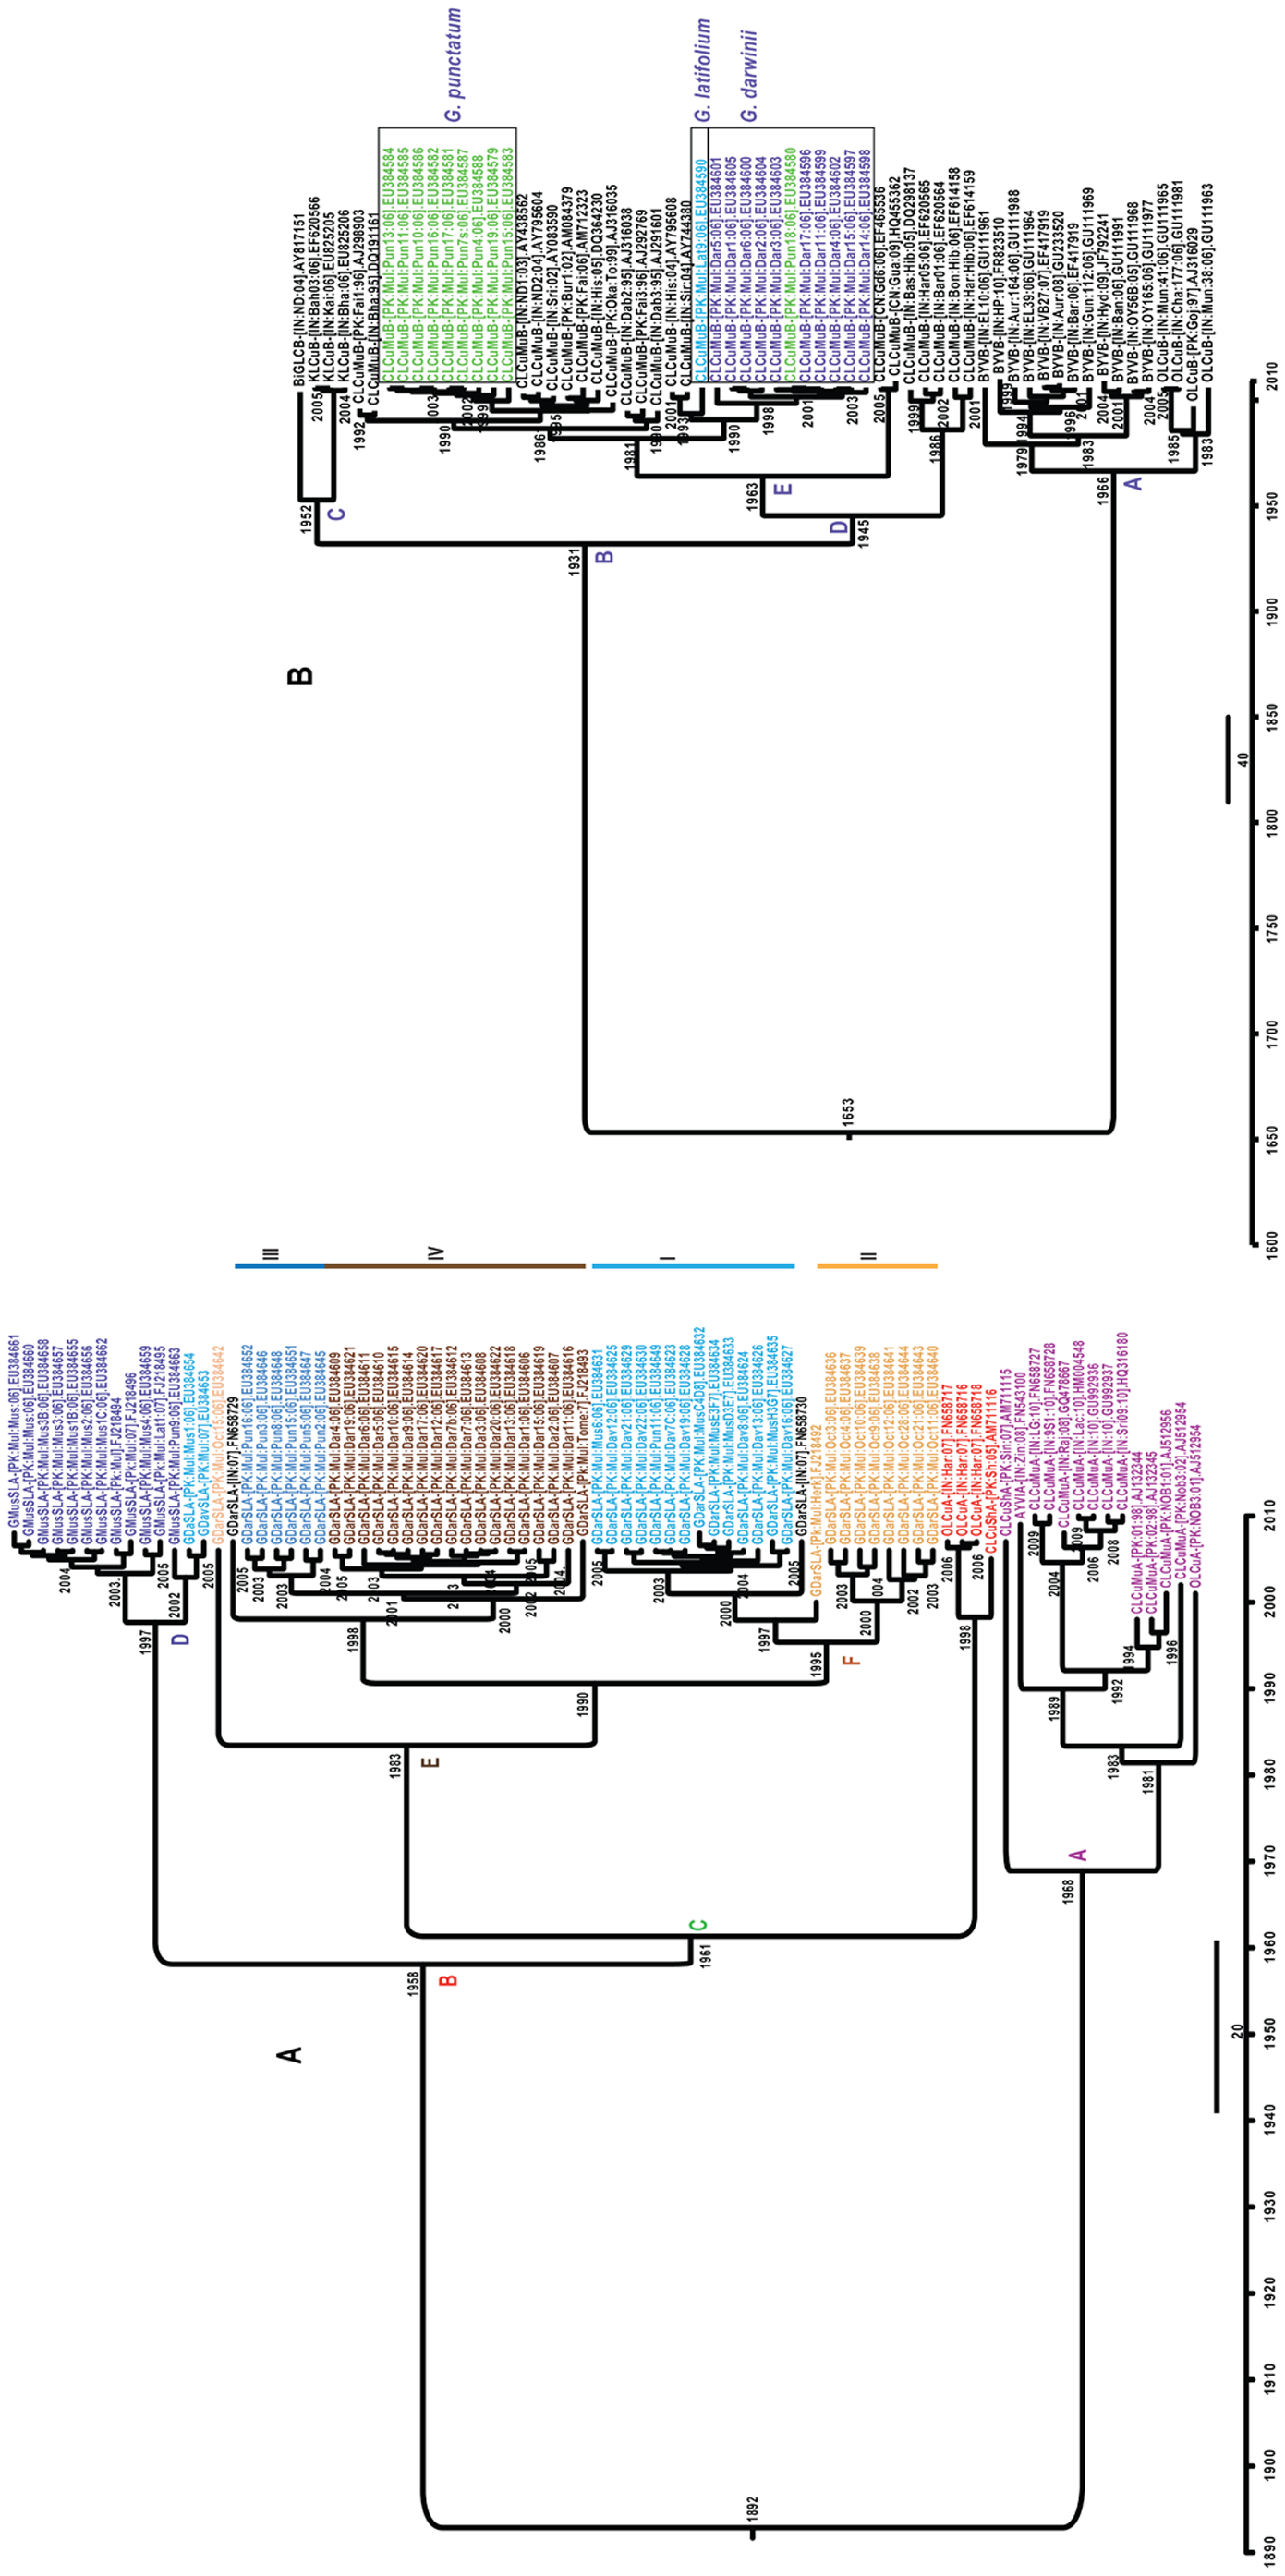 A
GMusSLA-[PK:Mul:Mus:06].EU384661
GMusSLA-[PK:Mul:Mus:06].EU384660
GMusSLA-[PK:Mul:Mus3B:06].EU384658
GMusSLA-[PK:Mul:Mus3:06].EU384657
GMusSLA-[PK:Mul:Mus1B:06].EU384655
GMusSLA-[PK:Mul:Mus2:06].EU384656
GMusSLA-[PK:Mul:Mus1C:06].EU384662
GMusSLA-[Pk:Mul].FJ218494
GMusSLA-[Pk:Mul:07].FJ218496
GMusSLA-[PK:Mul:Mus4:06].EU384659
GMusSLA-[Pk:Mul:Lat1:07].FJ218495
GMusSLA-[PK:Mul:Pun9:06].EU384663
GDaSLA-[PK:Mul:Mus1:06].EU384654
GDavSLA-[PK:Mul:07].EU384653
GDarSLA-[PK:Mul:Oct15:06].EU384642
GDarSLA-[IN:07].FN658729
GDarSLA-[PK:Mul:Pun16:06].EU384652
GDarSLA-[PK:Mul:Pun3:06].EU384646
GDarSLA-[PK:Mul:Pun8:06].EU384648
GDarSLA-[PK:Mul:Pun15:06].EU384651
GDarSLA-[PK:Mul:Pun5:06].EU384647
GDarSLA-[PK:Mul:Pun2:06].EU384645
GDarSLA-[PK:Mul:Dar4:06].EU384609
GDarSLA-[PK:Mul:Dar19:06].EU384621
GDarSLA-[PK:Mul:Dar6:06].EU384611
GDarSLA-[PK:Mul:Dar5:06].EU384610
GDarSLA-[PK:Mul:Dar10:06].EU384615
GDarSLA-[PK:Mul:Dar9:06].EU384614
GDarSLA-[PK:Mul:Dar17:06].EU384620
GDarSLA-[PK:Mul:Dar12:06].EU384617
GDarSLA-[PK:Mul:Dar7b:06].EU384612
GDarSLA-[PK:Mul:Dar7:06].EU384613
GDarSLA-[PK:Mul:Dar3:06].EU384608
GDarSLA-[PK:Mul:Dar20:06].EU384622
GDarSLA-[PK:Mul:Dar14:06].EU384618
GDarSLA-[PK:Mul:Dar1:06].EU384606
GDarSLA-[PK:Mul:Dar15:06].EU384619
GDarSLA-[PK:Mul:Dar2:06].EU384607
GDarSLA-[PK:Mul:Dar11:06].EU384616
GDarSLA-[Pk:Mul:Tome:7].FJ218493
GDarSLA-[PK:Mul:Mus6:06].EU384631
GDarSLA-[PK:Mul:Dav12:06].EU384625
GDarSLA-[PK:Mul:Dav21:06].EU384629
GDarSLA-[PK:Mul:Dav22:06].EU384630
GDarSLA-[PK:Mul:Pun11:06].EU384649
GDarSLA-[PK:Mul:Dav7C:06].EU384623
GDarSLA-[PK:Mul:Dav19:06].EU384628
GDarSLA-[PK:Mul:MusC4D8].EU384632
GDarSLA-[PK:Mul:MusE3F7].EU384634
GDarSLA-[PK:Mul:MusD3E7].EU384633
GDarSLA-[PK:Mul:Dav8:06].EU384624
GDarSLA-[PK:Mul:Dav13:06].EU384626
GDarSLA-[PK:Mul:MusH3G7].EU384635
GDarSLA-[PK:Mul:Dav16:06].EU384627
GDarSLA-[IN:07].FN658730
GDarSLA-[Pk:Mul:Herk].FJ218492
GDarSLA-[PK:Mul:Oct3:06].EU384636
GDarSLA-[PK:Mul:Oct4:06].EU384637
GDarSLA-[PK:Mul:Oct19:06].EU384639
GDarSLA-[PK:Mul:Oct9:06].EU384638
GDarSLA-[PK:Mul:Oct12:06].EU384641
GDarSLA-[PK:Mul:Oct28:06].EU384644
GDarSLA-[PK:Mul:Oct21:06].EU384643
GDarSLA-[PK:Mul:Oct11:06].EU384640
OLCuA-[IN:Har:07].FN658717
OLCuA-[IN:Har:07].FN658716
OLCuA-[IN:Har:07].FN658718
CLCuShA-[PK:Sh:05].AM711116
CLCuShA-[PK:Sin:07].AM711115
AYVIA-[IN:Zin:08].FN543100
CLCuMuA-[IN:LG:10].FN658727
CLCuMuA-[IN:9S1:10].FN658728
CLCuMuA-[IN:Raj:08].GQ478667
CLCuMuA-[IN:Lac:10].HM004548
CLCuMuA-[IN:10].GU992936
CLCuMuA-[IN:10].GU992937
CLCuMuA-[IN:Sri09:10].HQ316180
CLCuMuA-[PK:01:98].AJ132344
CLCuMuA-[PK:02:98].AJ132345
CLCuMuA-[PK:NOB1:01].AJ512956
CLCuMuA-[PK:Nob3:02].AJ512954
OLCuA-[PK:NOB3:01].AJ512954
2004
2003
2005
1997
D
2002
2005
2005
2003
2003
2004
2005
2003
2001
1998
2000
1983
E
1990
2005
2003
2000
2004
1997
2005
1995
F
2003
2004
2000
2002
2003
1958
B
1961
C
2006
2006
1998
1892
1968
A
1981
1983
1989
1992
2009
2004
2009
2006
2008
1994
1996
III
IV
I
II
20
1890 1900 1910 1920 1930 1940 1950 1960 1970 1980 1990 2000 2010
B
BiGLCB-[IN:ND:04].AY817151
KLCuB-[IN:Bah03:06].EF620566
KLCuB-[IN:Kai:06].EU825205
KLCuB-[IN:Bha:06].EU825206
CLCuMuB-[PK:Fai1:96].AJ298903
CLCuMuB-[IN:Bha:95].DQ191161
CLCuMuB-[PK:Mul:Pun13:06].EU384584
CLCuMuB-[PK:Mul:Pun11:06].EU384585
CLCuMuB-[PK:Mul:Pun10:06].EU384586
CLCuMuB-[PK:Mul:Pun16:06].EU384582
CLCuMuB-[PK:Mul:Pun17:06].EU384581
CLCuMuB-[PK:Mul:Pun7s:06].EU384587
CLCuMuB-[PK:Mul:Pun4:06].EU384588
CLCuMuB-[PK:Mul:Pun19:06].EU384579
CLCuMuB-[PK:Mul:Pun15:06].EU384583
CLCuMuB-[IN:ND1:03].AY438562
CLCuMuB-[IN:ND2:04].AY795604
CLCuMuB-[IN:Sri:02].AY083590
CLCuMuB-[PK:Bur1:02].AM084379
CLCuMuB-[PK:Fai:06].AM712323
CLCuMuB-[IN:His:05].DQ364230
CLCuMuB-[PK:Oka:To:99].AJ316035
CLCuMuB-[IN:Dab2:95].AJ316038
CLCuMuB-[PK:Fai3:96].AJ292769
CLCuMuB-[IN:Dab3:95].AJ291601
CLCuMuB-[IN:His:04].AY795608
CLCuMuB-[IN:Sir:04].AY744380
CLCuMuB-[PK:Mul:Lat9:06].EU384590
CLCuMuB-[PK:Mul:Dar5:06].EU384601
CLCuMuB-[PK:Mul:Dar1:06].EU384605
CLCuMuB-[PK:Mul:Dar6:06].EU384600
CLCuMuB-[PK:Mul:Dar2:06].EU384604
CLCuMuB-[PK:Mul:Dar3:06].EU384603
CLCuMuB-[PK:Mul:Pun18:06].EU384580
CLCuMuB-[PK:Mul:Dar17:06].EU384596
CLCuMuB-[PK:Mul:Dar11:06].EU384599
CLCuMuB-[PK:Mul:Dar4:06].EU384602
CLCuMuB-[PK:Mul:Dar15:06].EU384597
CLCuMuB-[PK:Mul:Dar14:06].EU384598
CLCuMuB-[CN:Gd6:06].EF465536
CLCuMuB-[CN:Gua:09].HQ455362
CLCuMuB-[IN:Bas:Hib:05].DQ298137
CLCuMuB-[IN:Har05:06].EF620565
CLCuMuB-[IN:Bar01:06].EF620564
CLCuMuB-[IN:Bon:Hib:06].EF614158
CLCuMuB-[IN:Har:Hib:06].EF614159
BYVB-[IN:EL10:06].GU111961
BYVB-[IN:HP:10].FR823510
BYVB-[IN:Aur:164:06].GU111988
BYVB-[IN:EL39:06].GU111964
BYVB-[IN:VB27:07].EF417919
BYVB-[IN:Aur:08].GU233520
BYVB-[IN:Bar:06].EF417919
BYVB-[IN:Gun:112:06].GU111969
BYVB-[IN:Hyd:09].JF792241
BYVB-[IN:Ban:06].GU111991
BYVB-[IN:OY56B:05].GU111968
BYVB-[IN:OY165:06].GU111977
OLCuB-[IN:Mun:41:06].GU111965
OLCuB-[IN:Cha:177:06].GU111981
OLCuB-[PK:Goj:97].AJ316029
OLCuB-[IN:Mun:38:06].GU111963
G. punctatum
G. latifolium
G. darwinii
1952
C
2005
2004
1992
1990
1986
1981
1990
2001
1993
1990
1998
2001
2003
2005
1963
E
D
1945
1931
B
1999
2002
1986
2001
1653
1979
1994
1999
1996
2001
1983
2004
2001
2004
2005
1985
1983
1966
A
40
1600 1650 1700 1750 1800 1850 1900 1950 2010